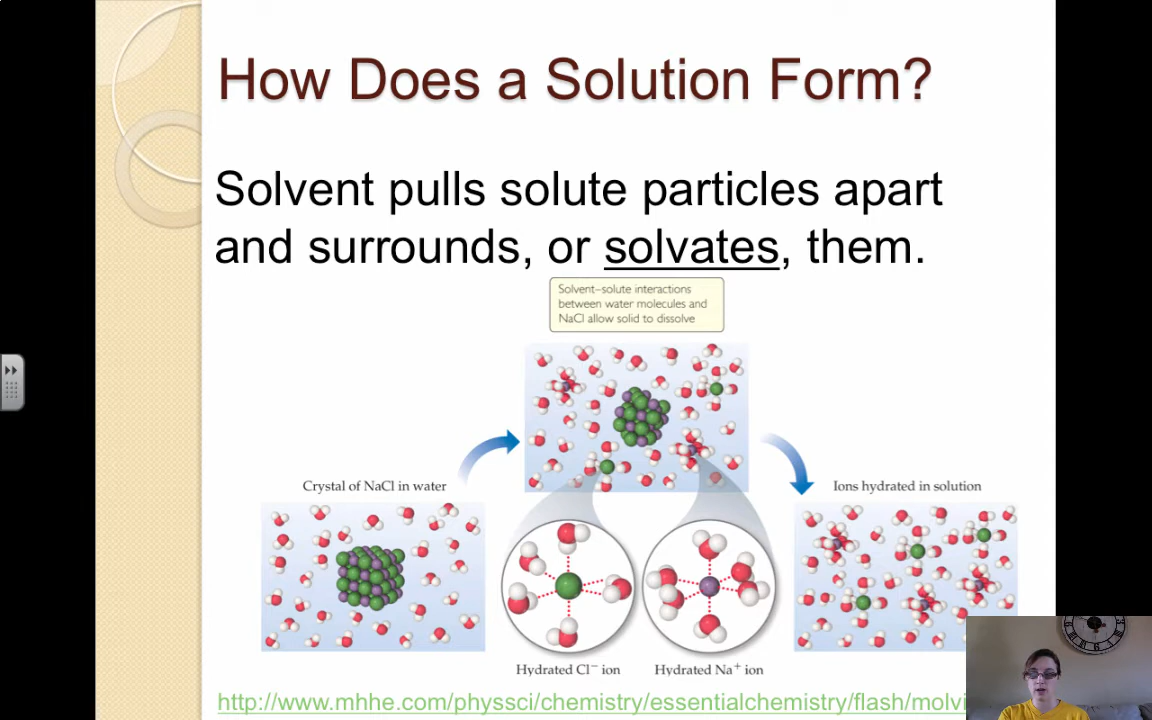 How Does a Solution Form?
Solvent pulls solute particles apart
and surrounds, or solvates, them.
Solvent–solute interactions
between water molecules and
NaCl allow solid to dissolve
Crystal of NaCl in water
Ions hydrated in solution
Hydrated Cl⁻ ion
Hydrated Na⁺ ion
http://www.mhhe.com/physsci/chemistry/essentialchemistry/flash/molvi